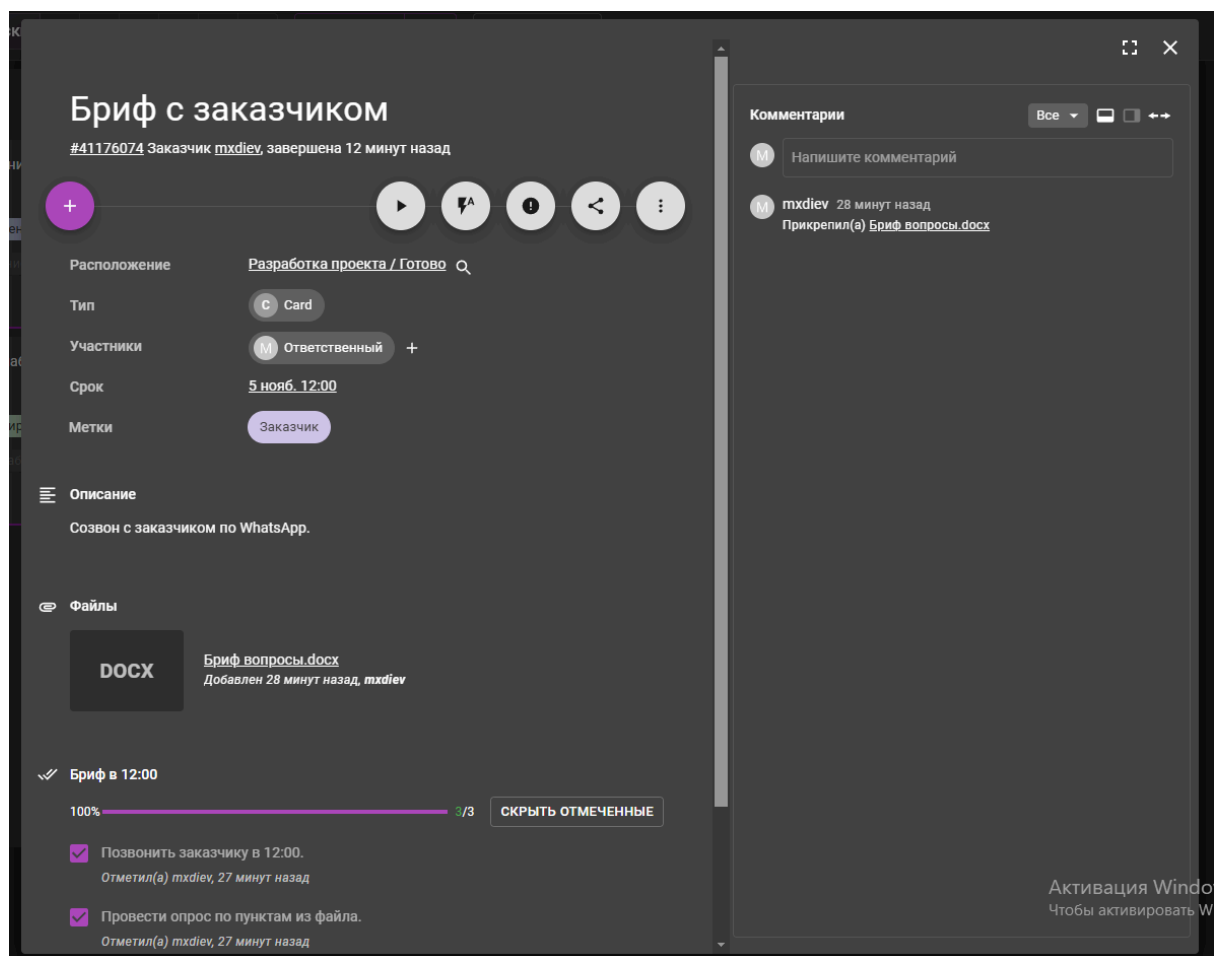 Бриф с заказчиком
#41176074 Заказчик mxdiev, завершена 12 минут назад
Расположение Разработка проекта / Готово
Тип C Card
Участники M Ответственный +
Срок 5 нояб. 12:00
Метки Заказчик
Описание
Созвон с заказчиком по WhatsApp.
Файлы
DOCX
Бриф вопросы.docx
Добавлен 28 минут назад, mxdiev
Бриф в 12:00
100% 3/3 СКРЫТЬ ОТМЕЧЕННЫЕ
Позвонить заказчику в 12:00.
Отметил(а) mxdiev, 27 минут назад
Провести опрос по пунктам из файла.
Отметил(а) mxdiev, 27 минут назад
Комментарии Все
M Напишите комментарий
M mxdiev 28 минут назад
Прикрепил(а) Бриф вопросы.docx
Активация Windo
Чтобы активировать W